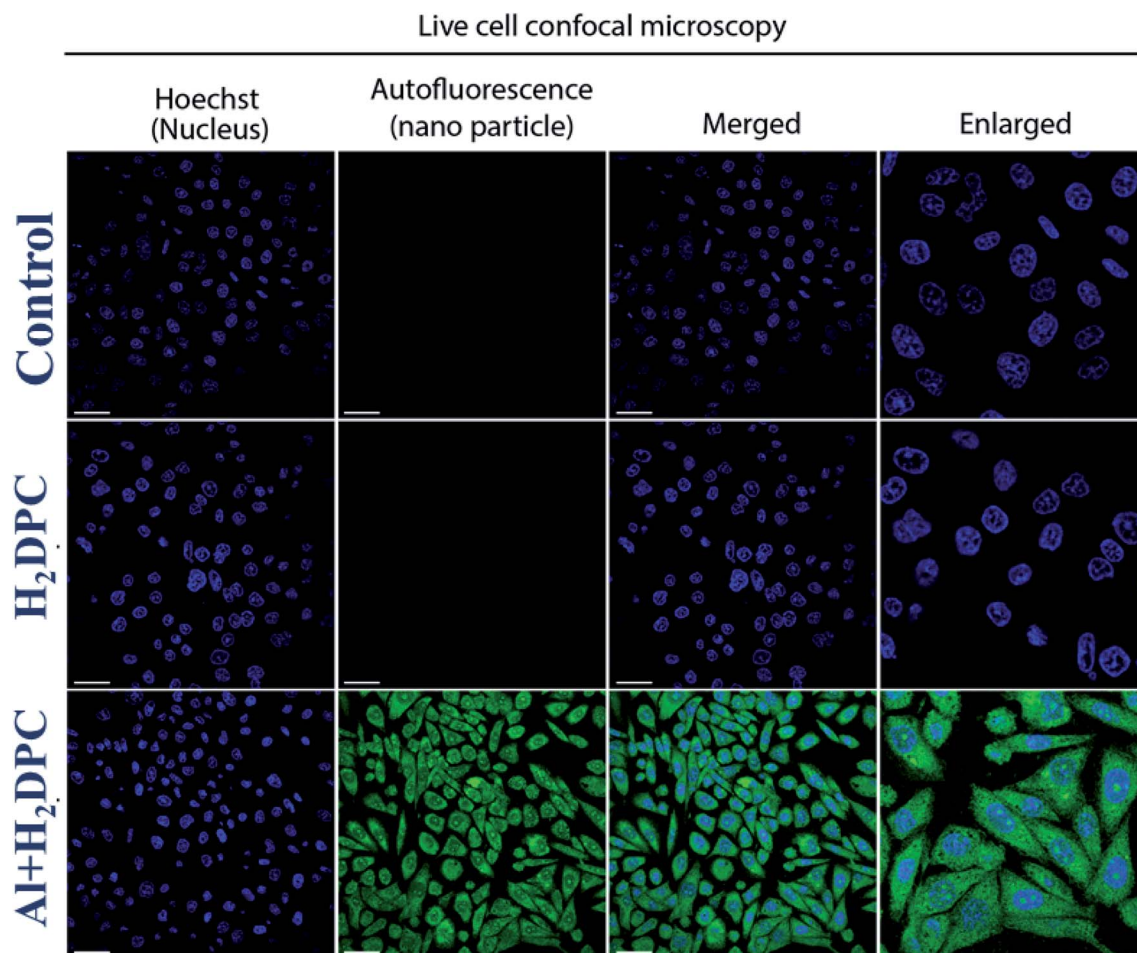 Live cell confocal microscopy
Hoechst
(Nucleus)
Autofluorescence
(nano particle)
Merged
Enlarged
Control
H₂DPC
Al+H₂DPC